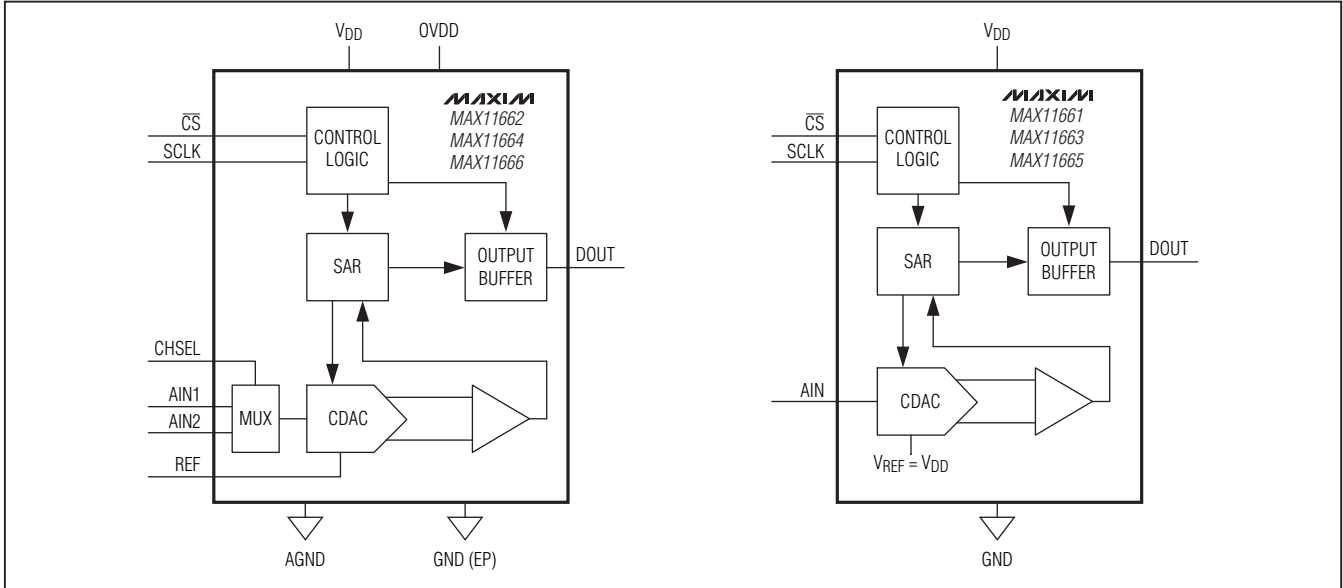 VDD
OVDD
MAXIM
MAX11662
MAX11664
MAX11666
CS
SCLK
CONTROL
LOGIC
SAR
OUTPUT
BUFFER
DOUT
CHSEL
AIN1
AIN2
MUX
CDAC
REF
AGND
GND (EP)
VDD
MAXIM
MAX11661
MAX11663
MAX11665
CS
SCLK
CONTROL
LOGIC
SAR
OUTPUT
BUFFER
DOUT
AIN
CDAC
VREF = VDD
GND